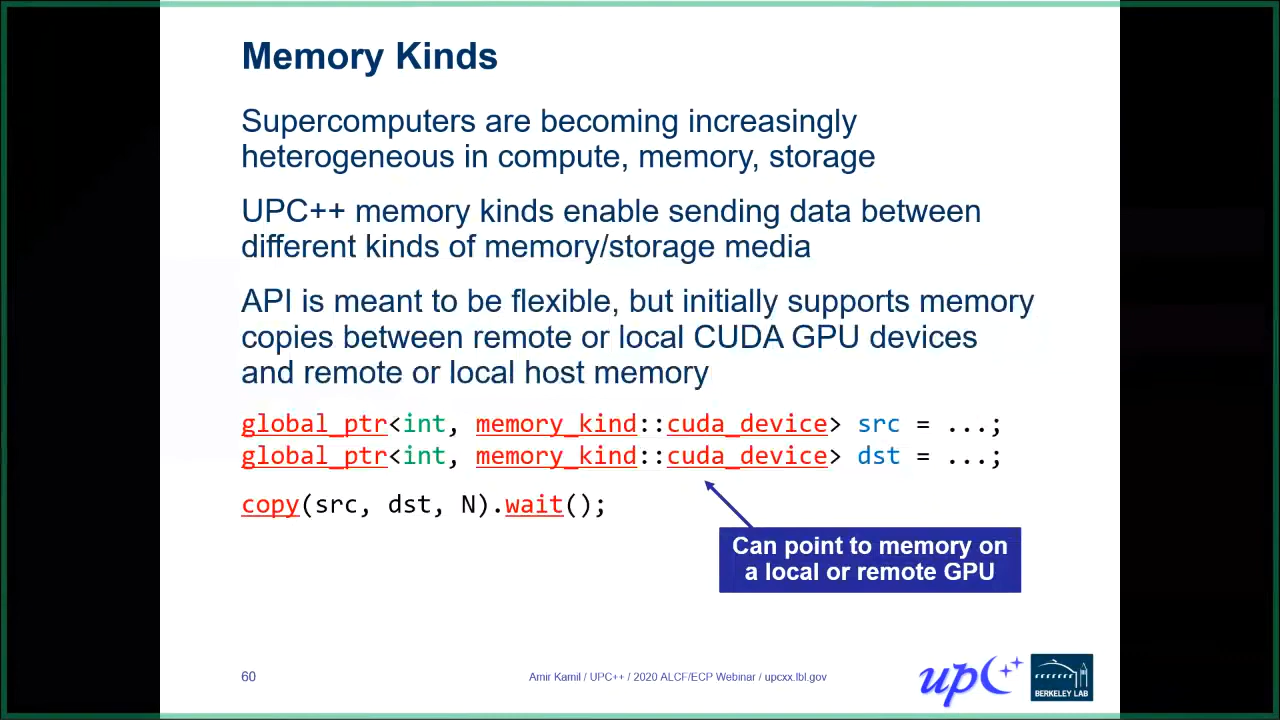 Memory Kinds
Supercomputers are becoming increasingly
heterogeneous in compute, memory, storage
UPC++ memory kinds enable sending data between
different kinds of memory/storage media
API is meant to be flexible, but initially supports memory
copies between remote or local CUDA GPU devices
and remote or local host memory
global_ptr<int, memory_kind::cuda_device> src = ...;
global_ptr<int, memory_kind::cuda_device> dst = ...;
copy(src, dst, N).wait();
Can point to memory on
a local or remote GPU
60
Amir Kamil / UPC++ / 2020 ALCF/ECP Webinar / upcxx.lbl.gov
upC++
BERKELEY LAB